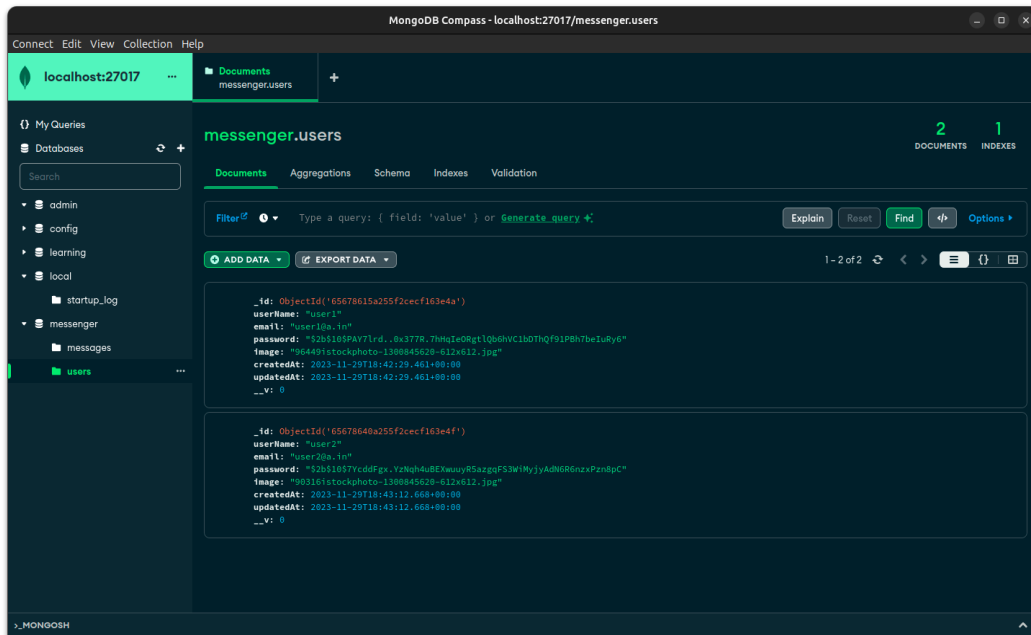 MongoDB Compass - localhost:27017/messenger.users
Connect Edit View Collection Help
localhost:27017 ...
Documents
messenger.users
+
{} My Queries
Databases
Search
admin
config
learning
local
startup_log
messenger
messages
users ...
messenger.users
2
DOCUMENTS
1
INDEXES
Documents Aggregations Schema Indexes Validation
Filter Type a query: { field: 'value' } or Generate query
Explain Reset Find </> Options
ADD DATA EXPORT DATA 1 – 2 of 2 {}
_id: ObjectId('65678615a255f2cecf163e4a')
userName: "user1"
email: "user1@a.in"
password: "$2b$10$PAY7lrd..0x377R.7hHqIeORgtlQb6hVC1bDThQf91PBh7beIuRy6"
image: "96449istockphoto-1300845620-612x612.jpg"
createdAt: 2023-11-29T18:42:29.461+00:00
updatedAt: 2023-11-29T18:42:29.461+00:00
__v: 0
_id: ObjectId('65678640a255f2cecf163e4f')
userName: "user2"
email: "user2@a.in"
password: "$2b$10$7YcddFgx.YzNqh4uBEXwuuyR5azgqFS3WiMyjyAdN6R6nzxPzn8pC"
image: "90316istockphoto-1300845620-612x612.jpg"
createdAt: 2023-11-29T18:43:12.668+00:00
updatedAt: 2023-11-29T18:43:12.668+00:00
__v: 0
>_MONGOSH